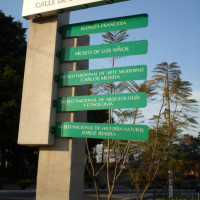 CALLE DE
ALIANZA FRANCESA
MUSEO DE LOS NIÑOS
MUSEO NACIONAL DE ARTE MODERNO
CARLOS MERIDA
MUSEO NACIONAL DE ARQUEOLOGÍA
Y ETNOLOGÍA
MUSEO NACIONAL DE HISTORIA NATURAL
JORGE IBARRA